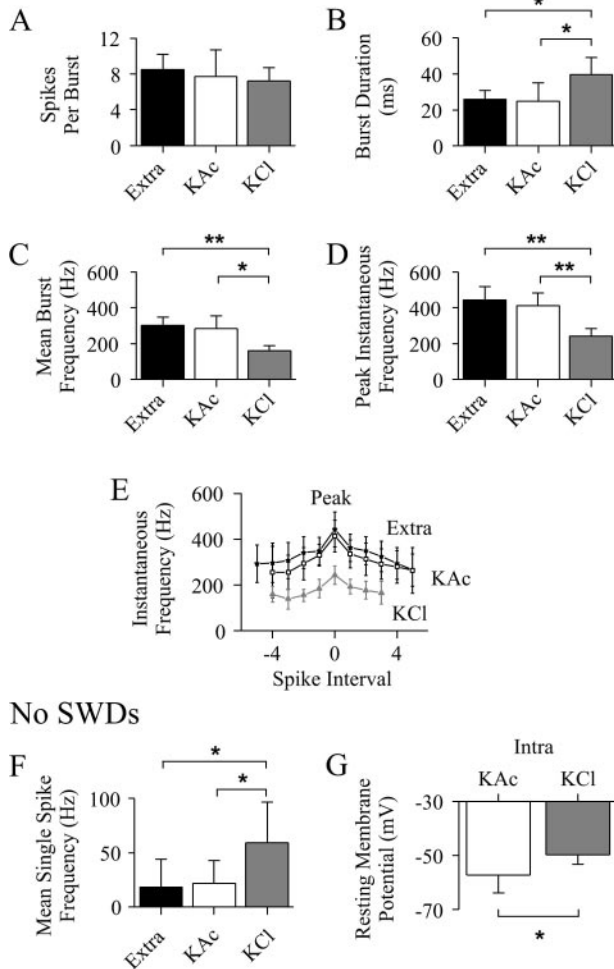 A
Spikes
Per Burst
12
8
4
0
Extra
KAc
KCl
B
Burst Duration
(ms)
60
40
20
0
*
*
Extra
KAc
KCl
C
Mean Burst
Frequency (Hz)
600
400
200
0
**
*
Extra
KAc
KCl
D
Peak Instantaneous
Frequency (Hz)
600
400
200
0
**
**
Extra
KAc
KCl
E
Instantaneous
Frequency (Hz)
600
400
200
0
Peak
Extra
KAc
KCl
-4
0
4
Spike Interval
No SWDs
F
Mean Single Spike
Frequency (Hz)
100
50
0
*
*
Extra
KAc
KCl
G
Intra
KAc
KCl
Resting Membrane
Potential (mV)
-30
-50
-70
*